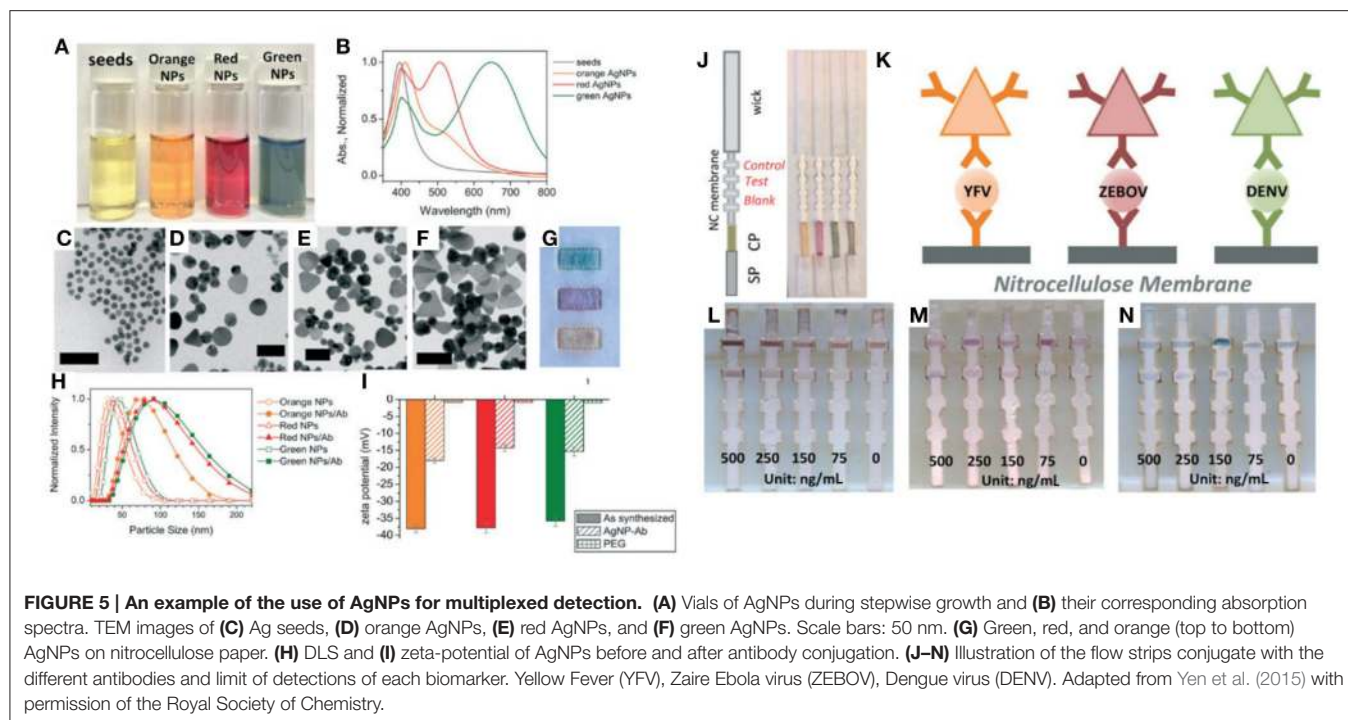 A
seeds
Orange
NPs
Red
NPs
Green
NPs
B
Abs., Normalized
1.0
0.5
0.0
400 500 600 700 800
Wavelength (nm)
seeds
orange AgNPs
red AgNPs
green AgNPs
C
D
E
F
G
H
Normalized Intensity
1.0
0.5
0.0
50 100 150 200
Particle Size (nm)
Orange NPs
Orange NPs/Ab
Red NPs
Red NPs/Ab
Green NPs
Green NPs/Ab
I
zeta potential (mV)
0
-5
-10
-15
-20
-25
-30
-35
-40
As synthesized
AgNP-Ab
PEG
J
wick
NC membrane
Control
Test
Blank
CP
SP
K
YFV
ZEBOV
DENV
Nitrocellulose Membrane
L
500 250 150 75 0
Unit: ng/mL
M
500 250 150 75 0
Unit: ng/mL
N
500 250 150 75 0
Unit: ng/mL
FIGURE 5 | An example of the use of AgNPs for multiplexed detection. (A) Vials of AgNPs during stepwise growth and (B) their corresponding absorption
spectra. TEM images of (C) Ag seeds, (D) orange AgNPs, (E) red AgNPs, and (F) green AgNPs. Scale bars: 50 nm. (G) Green, red, and orange (top to bottom)
AgNPs on nitrocellulose paper. (H) DLS and (I) zeta-potential of AgNPs before and after antibody conjugation. (J–N) Illustration of the flow strips conjugate with the
different antibodies and limit of detections of each biomarker. Yellow Fever (YFV), Zaire Ebola virus (ZEBOV), Dengue virus (DENV). Adapted from Yen et al. (2015) with
permission of the Royal Society of Chemistry.